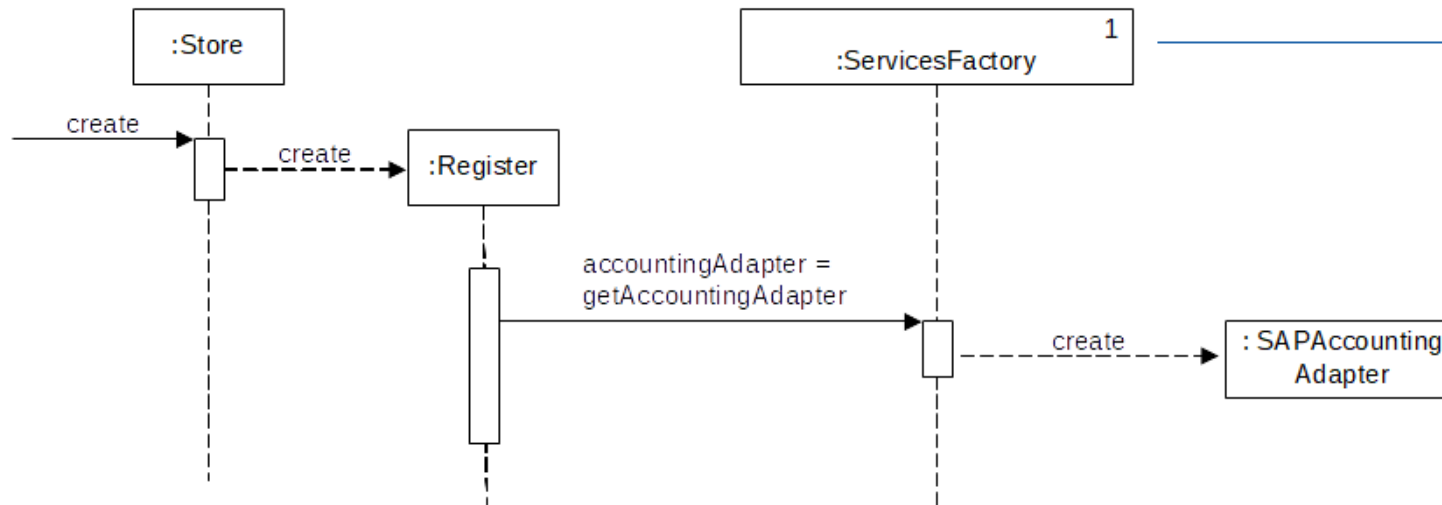 :Store
1
:ServicesFactory
create
create
:Register
accountingAdapter =
getAccountingAdapter
create
: SAPAccounting
Adapter